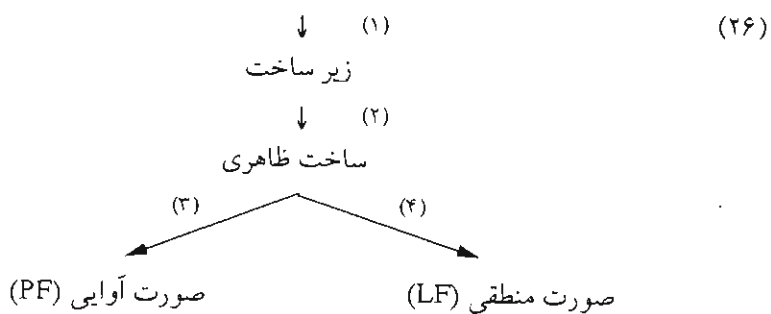 (۲۶) ↓ (۱)
زیر ساخت
↓ (۲)
ساخت ظاهری
(۴) (۳)
صورت منطقی (LF) صورت آوایی (PF)